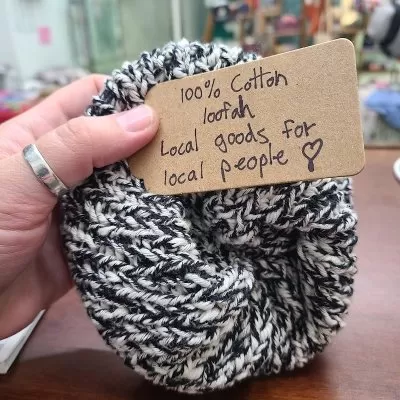 100% Cotton
loofah
Local goods for
local people ♡